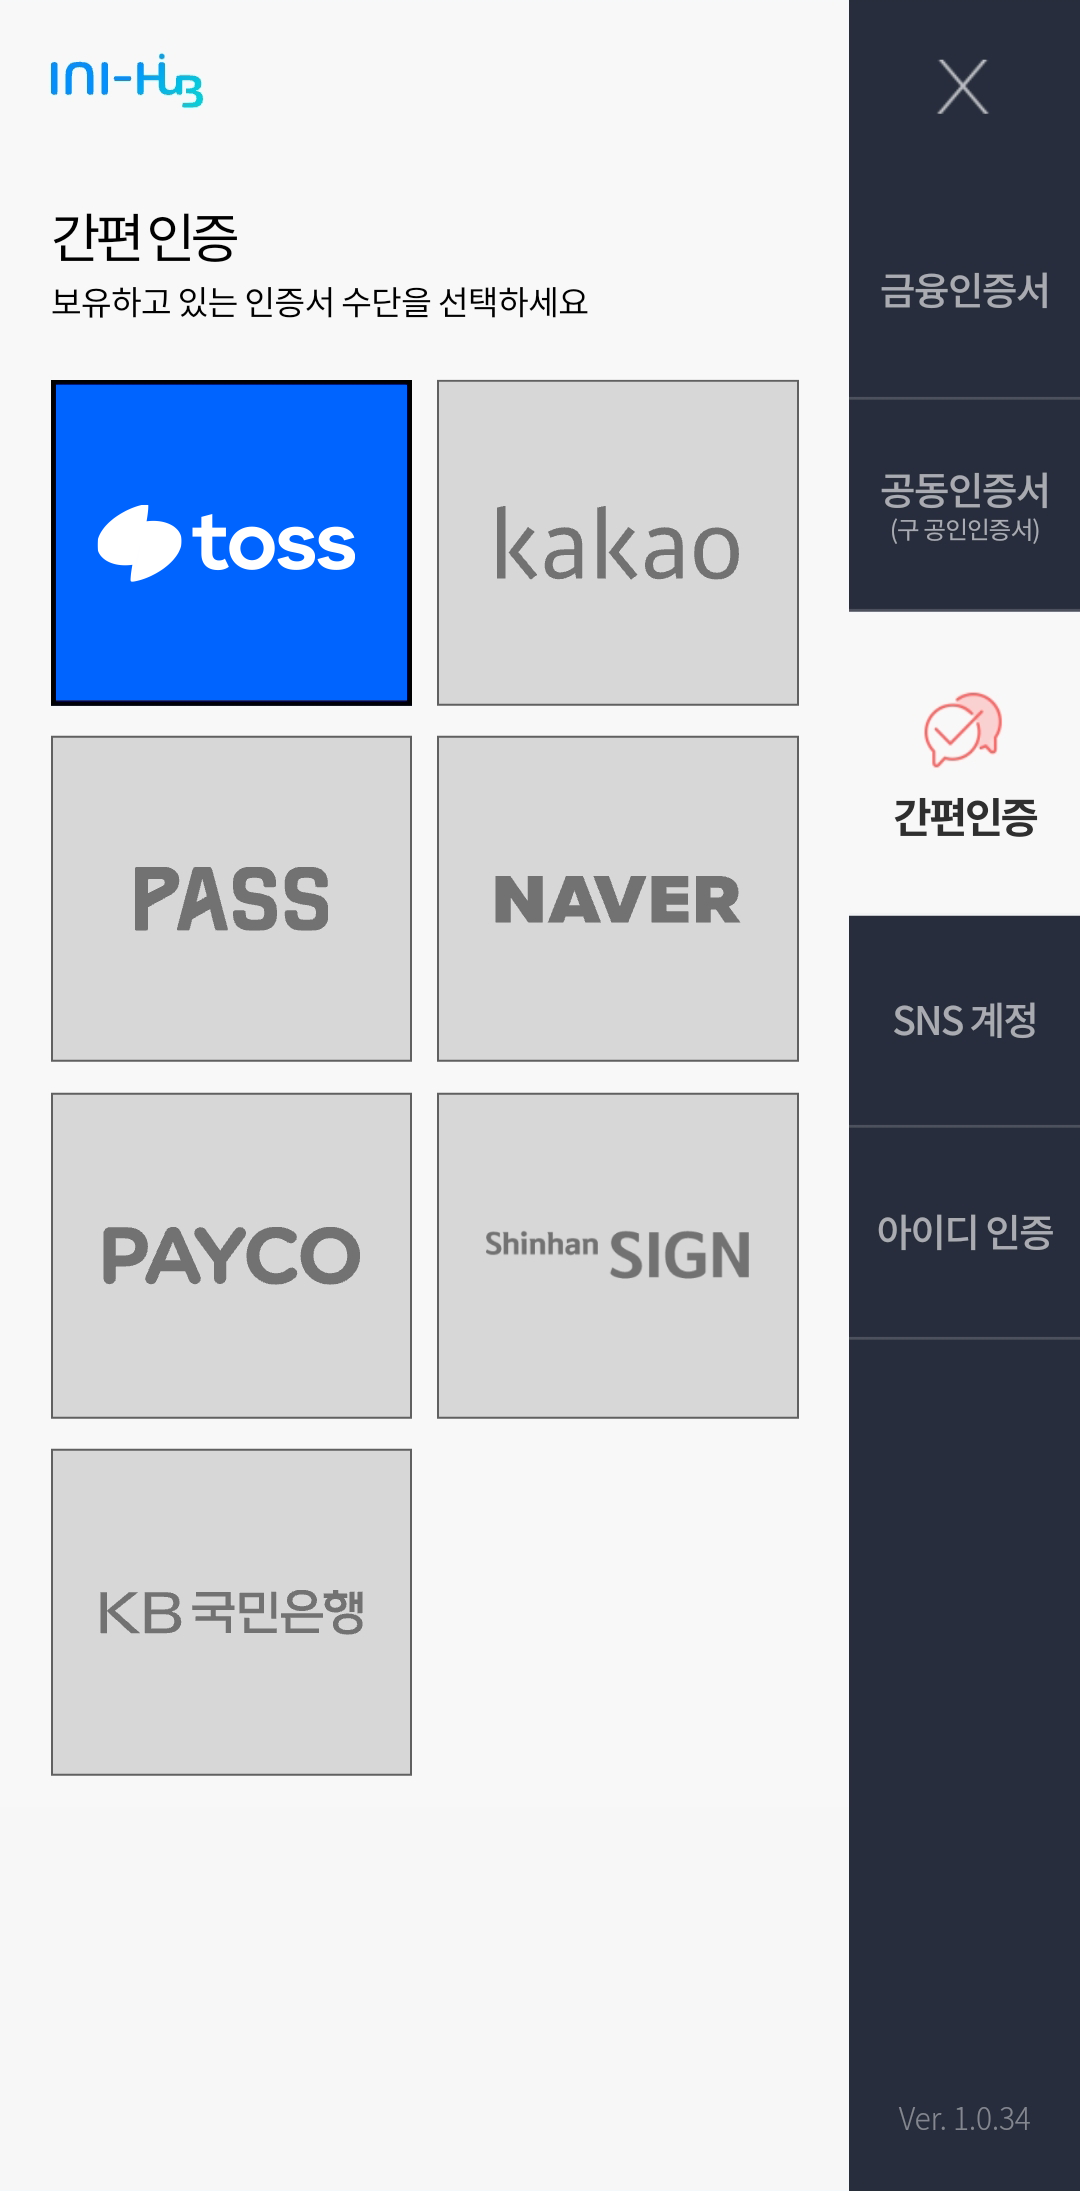 INI-HUB
간편인증
보유하고 있는 인증서 수단을 선택하세요
toss
kakao
PASS
NAVER
PAYCO
Shinhan SIGN
KB 국민은행
X
금융인증서
공동인증서
(구 공인인증서)
간편인증
SNS 계정
아이디 인증
Ver. 1.0.34